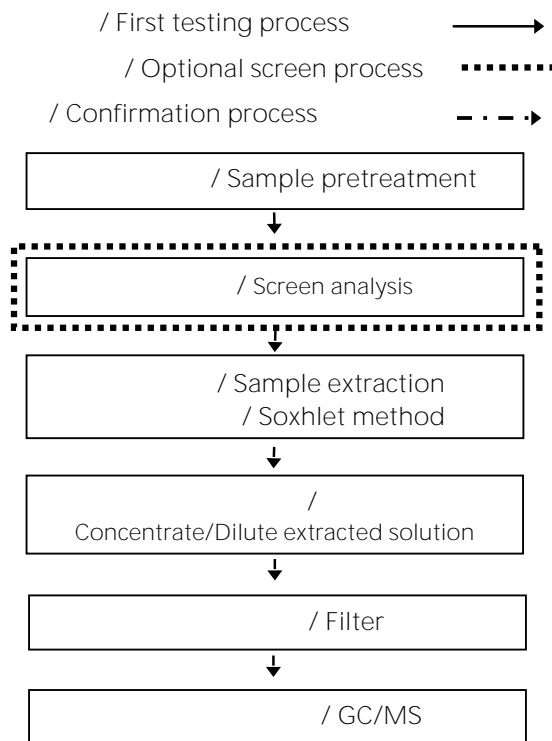 / First testing process
/ Optional screen process
/ Confirmation process
/ Sample pretreatment
/ Screen analysis
/ Sample extraction
/ Soxhlet method
/
Concentrate/Dilute extracted solution
/ Filter
/ GC/MS